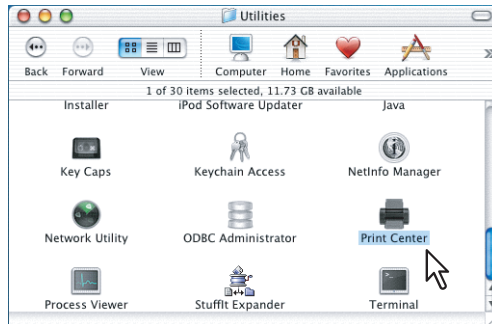 Utilities
Back Forward View Computer Home Favorites Applications
1 of 30 items selected, 11.73 GB available
Installer iPod Software Updater Java
Key Caps Keychain Access NetInfo Manager
Network Utility ODBC Administrator Print Center
Process Viewer StuffIt Expander Terminal